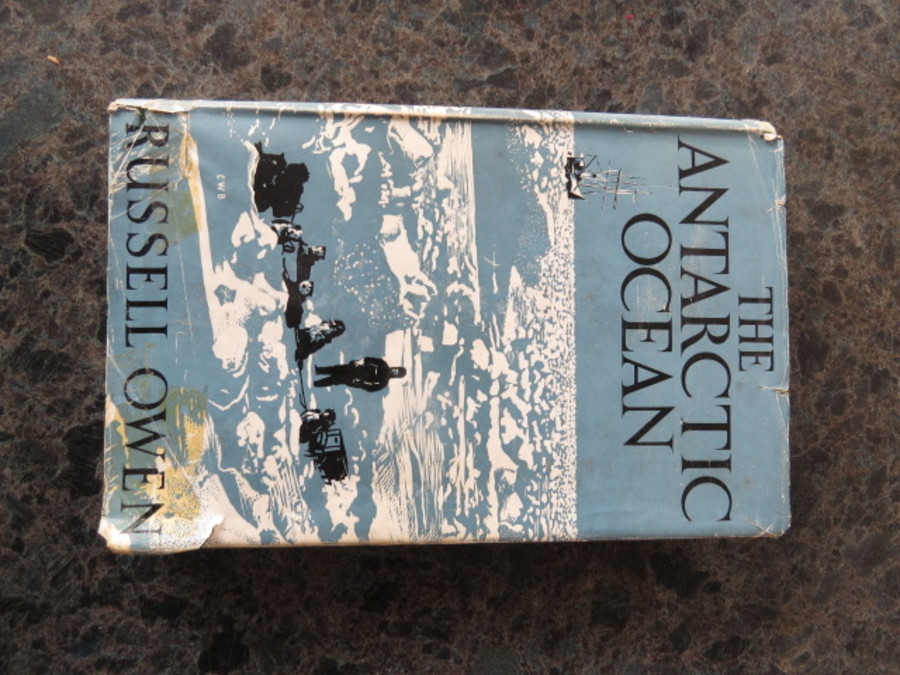 THE
ANTARCTIC
OCEAN
CWB
RUSSELL OWEN